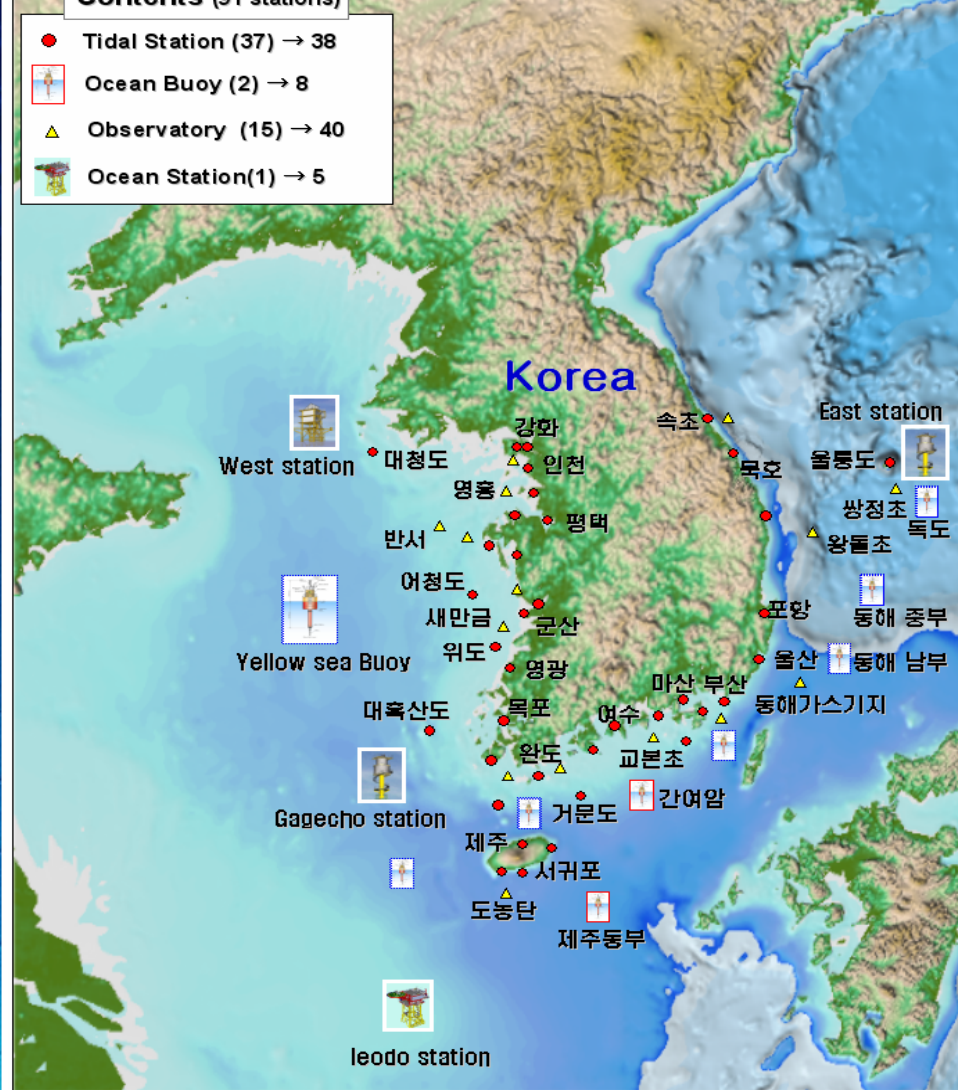 Contents (91 stations)
Tidal Station (37) → 38
Ocean Buoy (2) → 8
Observatory (15) → 40
Ocean Station(1) → 5
Korea
East station
속초
강화
West station
대청도
인천
묵호
울릉도
영흥
쌍정초
평택
독도
반서
왕돌초
어청도
포항
동해 중부
새만금
군산
위도
Yellow sea Buoy
영광
울산
동해 남부
마산 부산
동해가스기지
대흑산도
목포
여수
완도
교본초
Gagecho station
거문도
간여암
제주
서귀포
도농탄
제주동부
Ieodo station